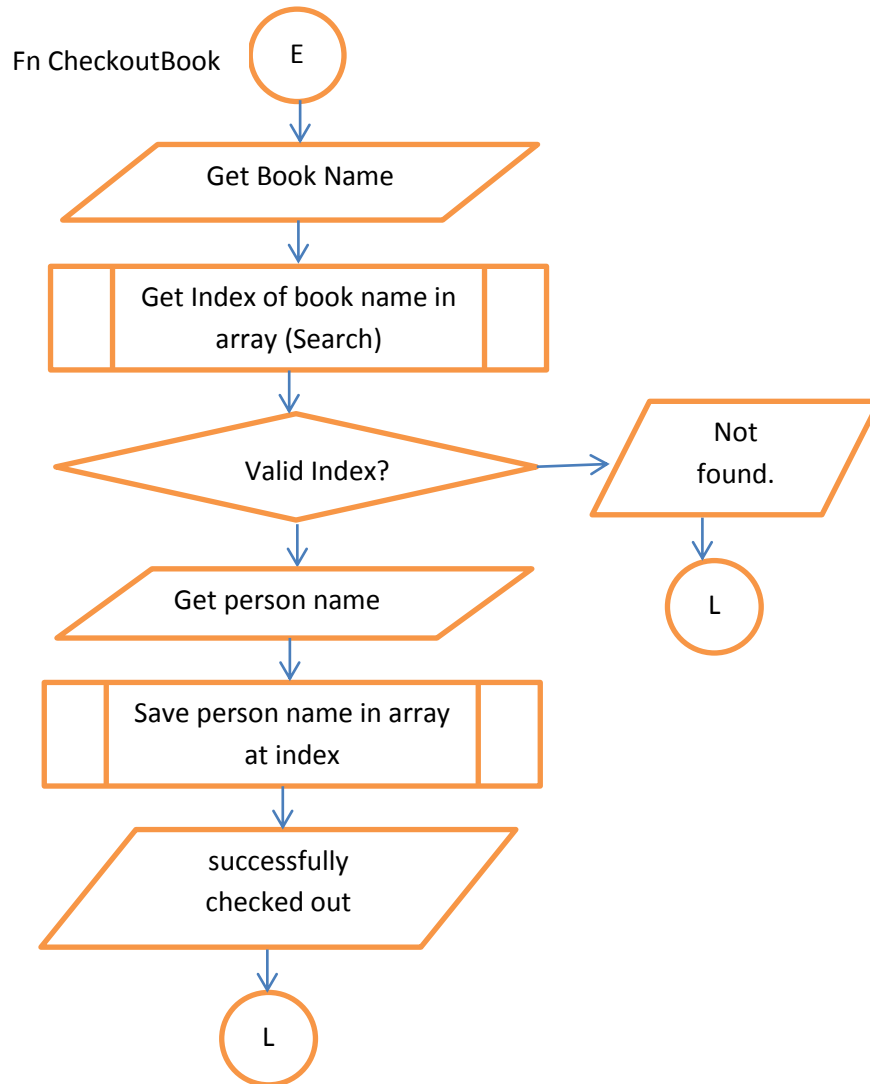 Fn CheckoutBook
E
Get Book Name
Get Index of book name in
array (Search)
Valid Index?
Not
found.
L
Get person name
Save person name in array
at index
successfully
checked out
L